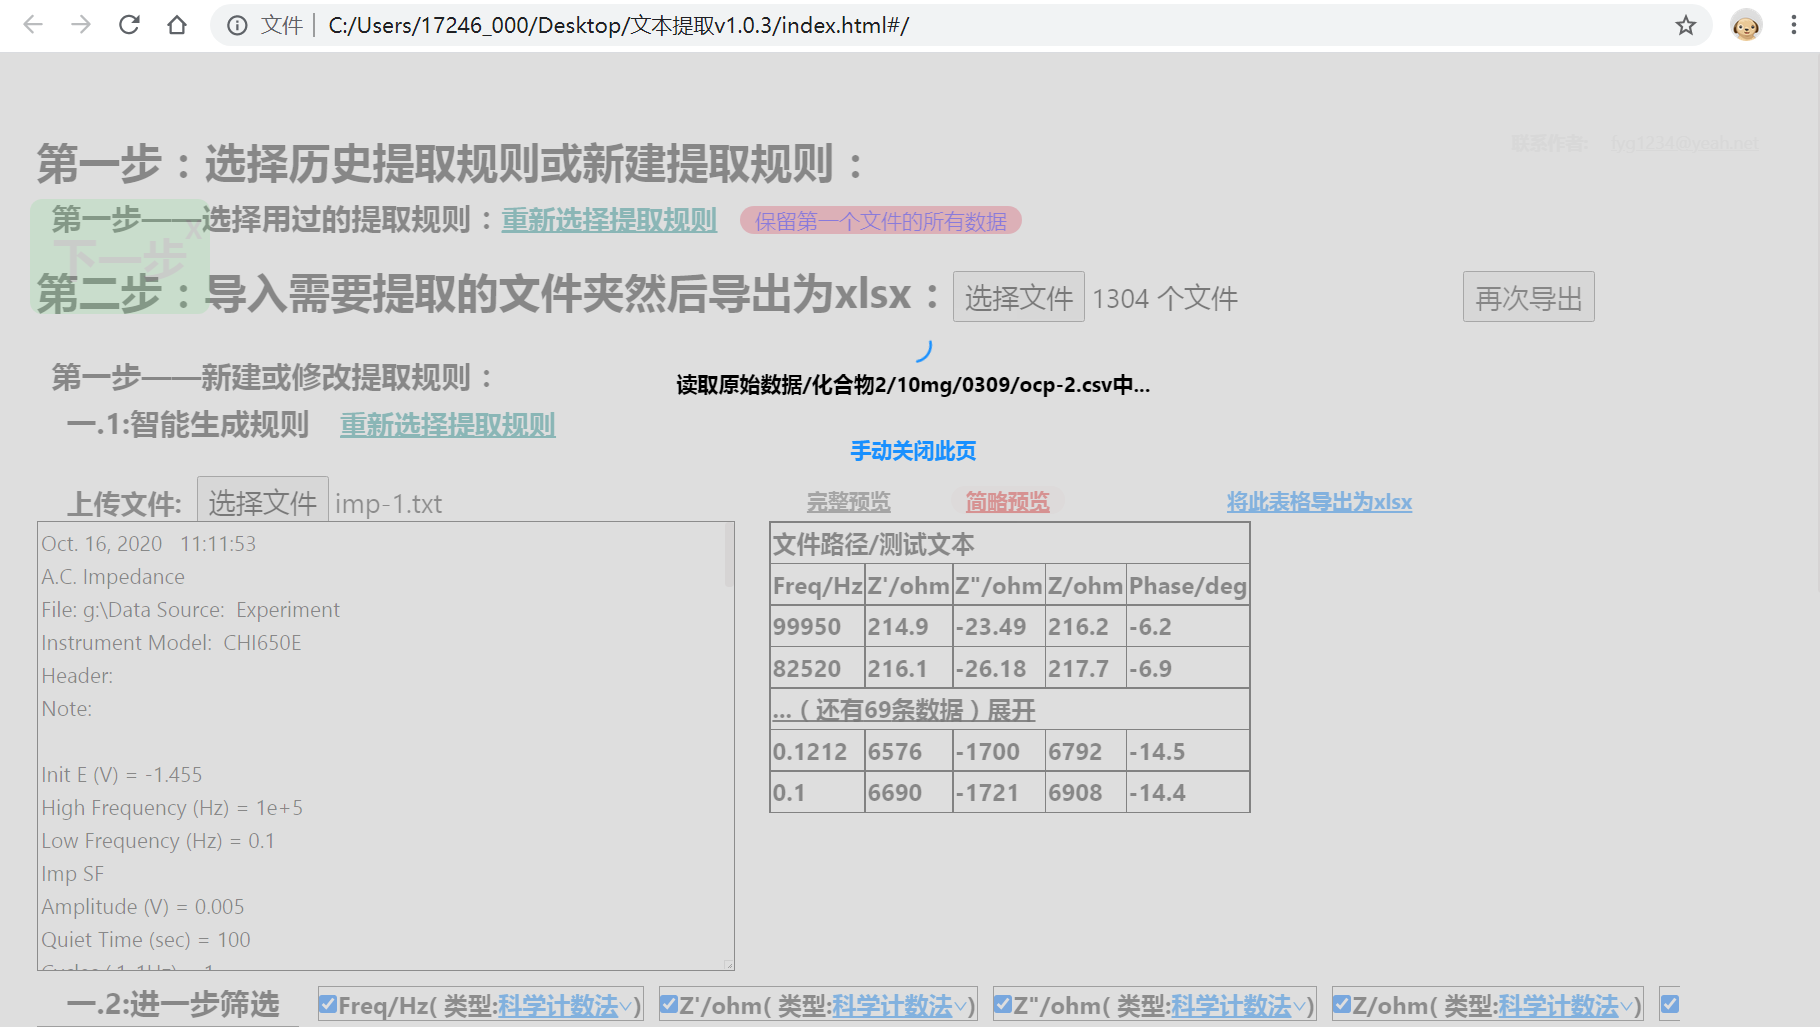 文件 C:/Users/17246_000/Desktop/文本提取v1.0.3/index.html#/
联系作者: lyg1234@yeah.net
第一步：选择历史提取规则或新建提取规则：
第一步——选择用过的提取规则：重新选择提取规则 保留第一个文件的所有数据
x
下一步
第二步：导入需要提取的文件夹然后导出为xlsx： 选择文件 1304 个文件 再次导出
第一步——新建或修改提取规则：
读取原始数据/化合物2/10mg/0309/ocp-2.csv中...
一.1:智能生成规则 重新选择提取规则
手动关闭此页
上传文件: 选择文件 imp-1.txt
完整预览 简略预览 将此表格导出为xlsx
Oct. 16, 2020 11:11:53
A.C. Impedance
File: g:\Data Source: Experiment
Instrument Model: CHI650E
Header:
Note:
Init E (V) = -1.455
High Frequency (Hz) = 1e+5
Low Frequency (Hz) = 0.1
Imp SF
Amplitude (V) = 0.005
Quiet Time (sec) = 100
文件路径/测试文本
Freq/Hz Z'/ohm Z"/ohm Z/ohm Phase/deg
99950 214.9 -23.49 216.2 -6.2
82520 216.1 -26.18 217.7 -6.9
...（还有69条数据）展开
0.1212 6576 -1700 6792 -14.5
0.1 6690 -1721 6908 -14.4
一.2:进一步筛选 Freq/Hz( 类型:科学计数法) Z'/ohm( 类型:科学计数法) Z"/ohm( 类型:科学计数法) Z/ohm( 类型:科学计数法)